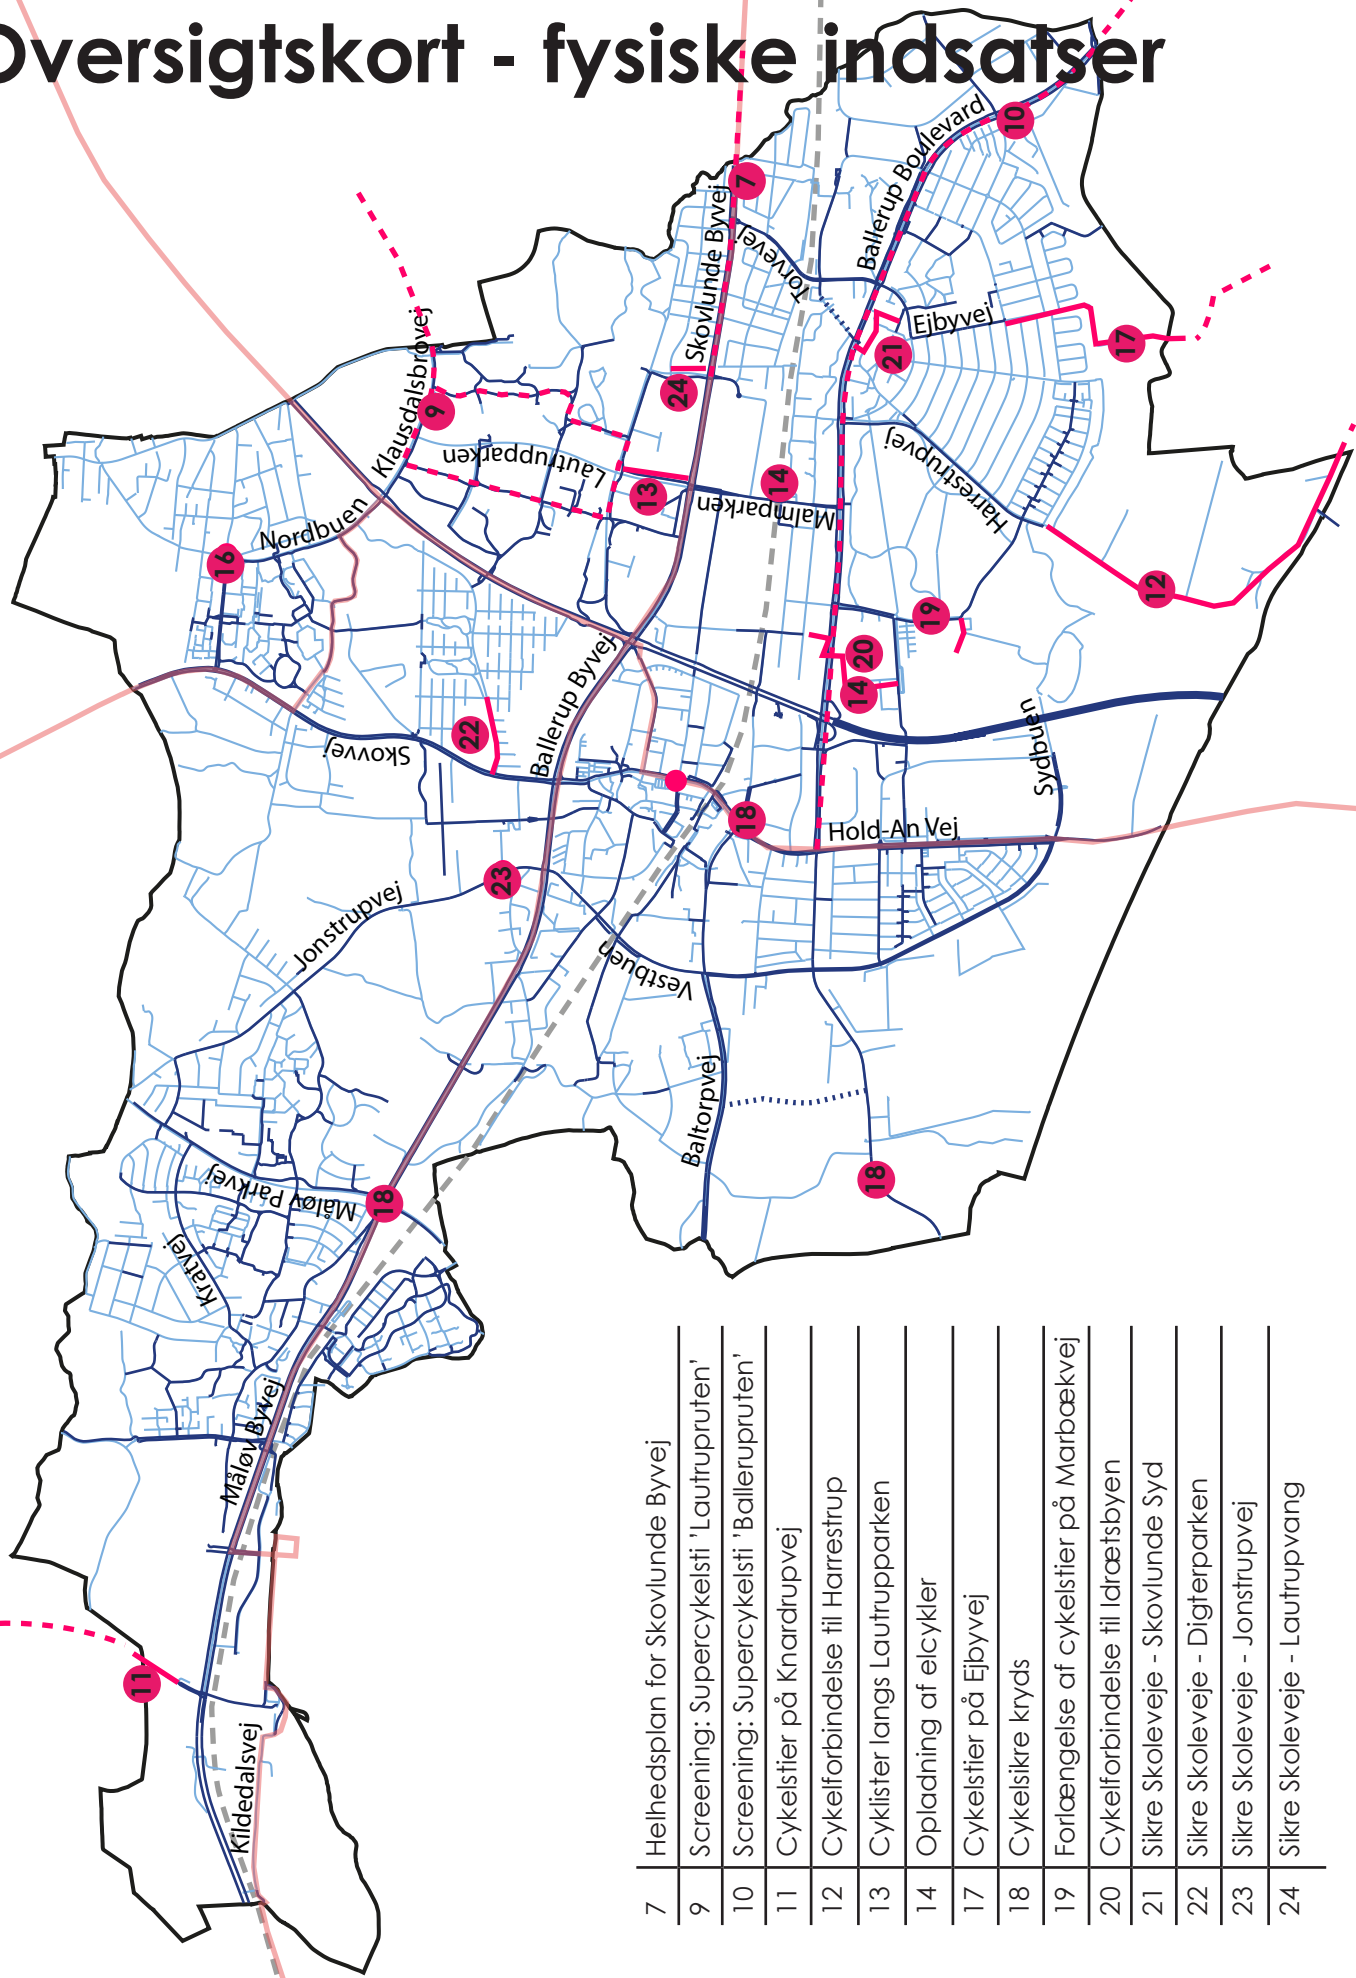 Oversigtskort - fysiske indsatser
10
7
Ballerup Boulevard
Skovlunde Byvej
Torvevej
Ejbyvej
17
21
24
Klausdalsbrovej
9
Lautrupparken
13
14
Malmparken
Harrestrupvej
Nordbuen
16
12
19
20
14
Ballerup Byvej
22
Skovvej
Sydbuen
18
Hold-An Vej
23
Jonstrupvej
Vestbuen
Baltorpvej
18
18
Måløv Parkvej
Kratvej
Måløv Byvej
11
Kildedalsvej
7 Helhedsplan for Skovlunde Byvej
9 Screening: Supercykelsti 'Lautrupruten'
10 Screening: Supercykelsti 'Ballerupruten'
11 Cykelstier på Knardrupvej
12 Cykelforbindelse til Harrestrup
13 Cyklister langs Lautrupparken
14 Opladning af elcykler
17 Cykelstier på Ejbyvej
18 Cykelsikre kryds
19 Forlængelse af cykelstier på Marbækvej
20 Cykelforbindelse til Idrætsbyen
21 Sikre Skoleveje - Skovlunde Syd
22 Sikre Skoleveje - Digterparken
23 Sikre Skoleveje - Jonstrupvej
24 Sikre Skoleveje - Lautrupvang